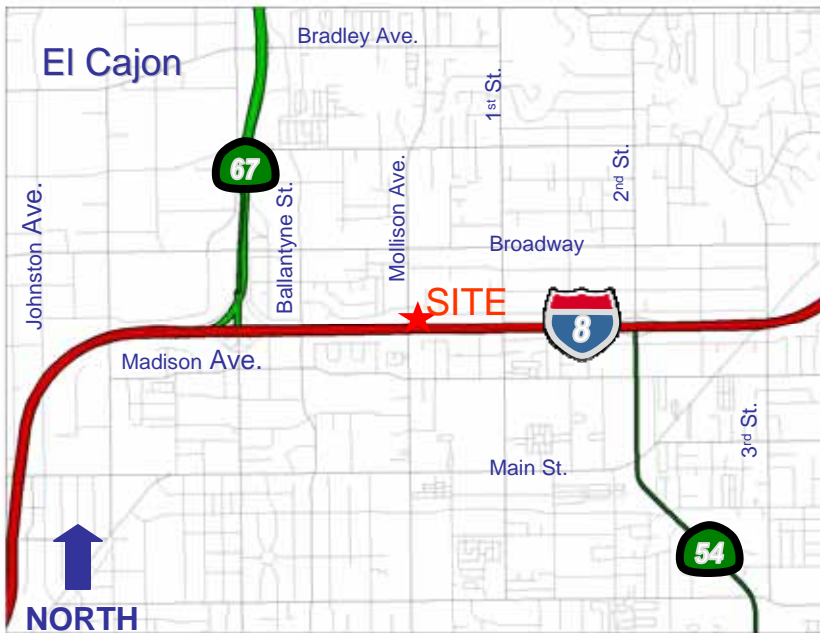 Bradley Ave.
El Cajon
1st St.
67
2nd St.
Ballantyne St.
Mollison Ave.
Johnston Ave.
Broadway
SITE
8
Madison Ave.
3rd St.
Main St.
54
NORTH